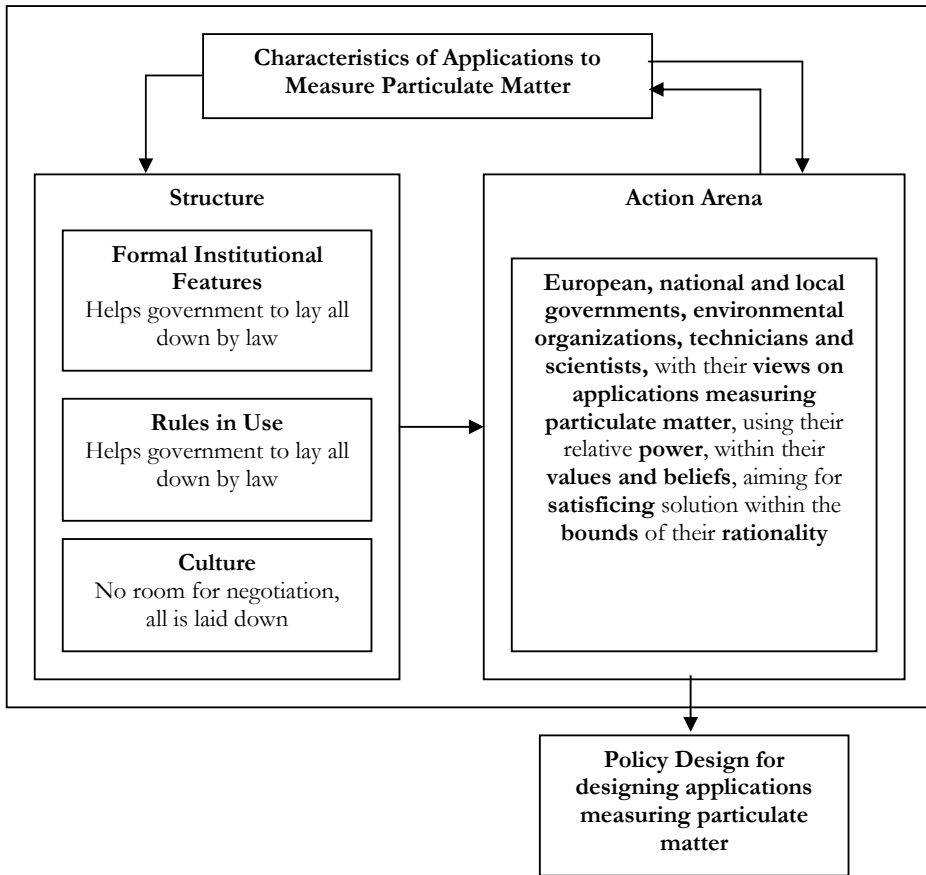 Characteristics of Applications to
Measure Particulate Matter
Structure
Formal Institutional
Features
Helps government to lay all
down by law
Rules in Use
Helps government to lay all
down by law
Culture
No room for negotiation,
all is laid down
Action Arena
European, national and local
governments, environmental
organizations, technicians and
scientists, with their views on
applications measuring
particulate matter, using their
relative power, within their
values and beliefs, aiming for
satisficing solution within the
bounds of their rationality
Policy Design for
designing applications
measuring particulate
matter